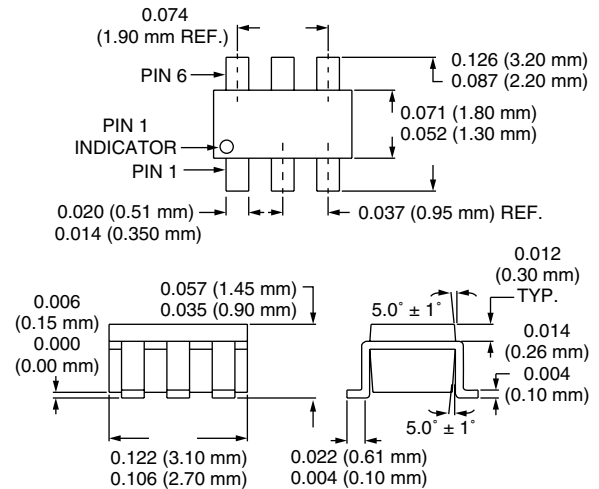 0.074
(1.90 mm REF.)
PIN 6
0.126 (3.20 mm)
0.087 (2.20 mm)
0.071 (1.80 mm)
0.052 (1.30 mm)
PIN 1
INDICATOR
PIN 1
0.020 (0.51 mm)
0.014 (0.350 mm)
0.037 (0.95 mm) REF.
0.006
(0.15 mm)
0.000
(0.00 mm)
0.057 (1.45 mm)
0.035 (0.90 mm)
5.0° ± 1°
0.012
(0.30 mm)
TYP.
0.014
(0.26 mm)
0.004
(0.10 mm)
5.0° ± 1°
0.122 (3.10 mm)
0.106 (2.70 mm)
0.022 (0.61 mm)
0.004 (0.10 mm)